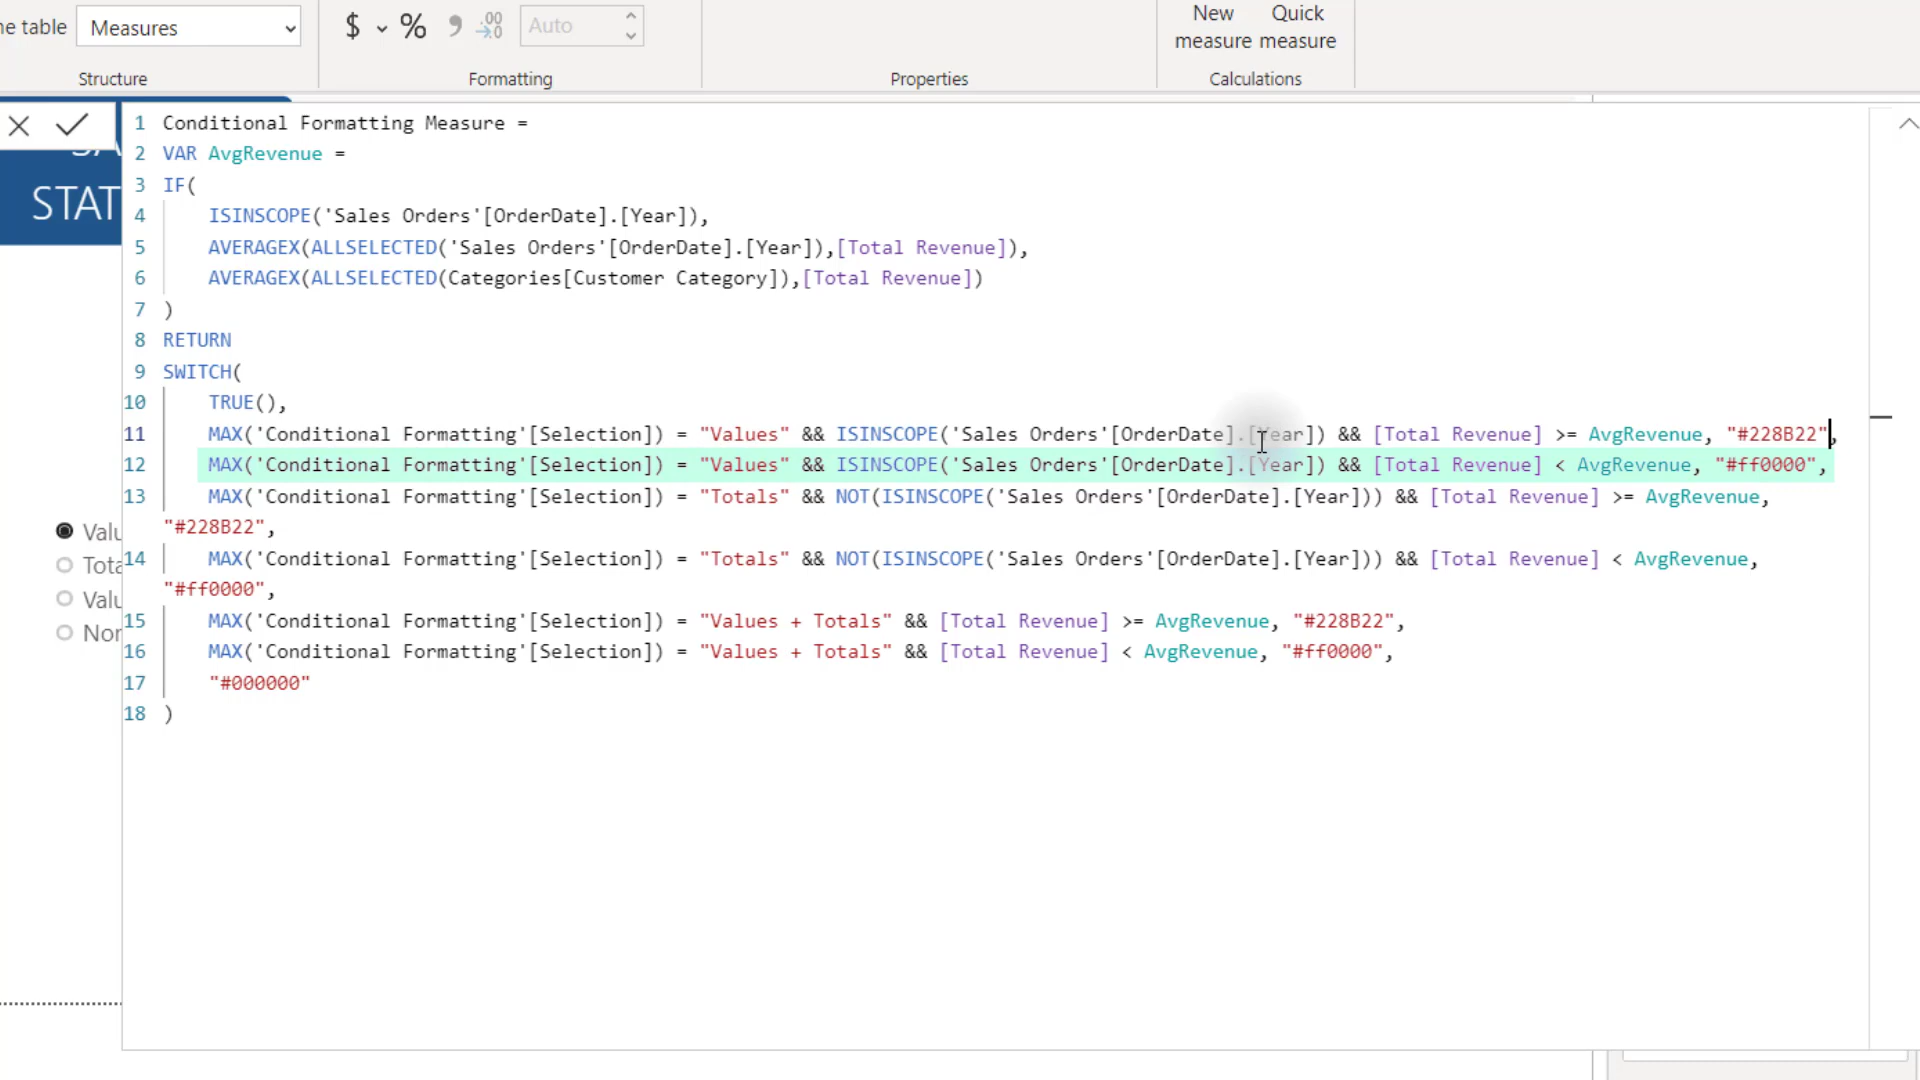 ne table Measures $ % Auto
New measure
Quick measure
Structure Formatting Properties Calculations
STAT
1 Conditional Formatting Measure =
2 VAR AvgRevenue =
3 IF(
4 ISINSCOPE('Sales Orders'[OrderDate].[Year]),
5 AVERAGEX(ALLSELECTED('Sales Orders'[OrderDate].[Year]),[Total Revenue]),
6 AVERAGEX(ALLSELECTED(Categories[Customer Category]),[Total Revenue])
7 )
8 RETURN
9 SWITCH(
10 TRUE(),
11 MAX('Conditional Formatting'[Selection]) = "Values" && ISINSCOPE('Sales Orders'[OrderDate].[Year]) && [Total Revenue] >= AvgRevenue, "#228B22",
12 MAX('Conditional Formatting'[Selection]) = "Values" && ISINSCOPE('Sales Orders'[OrderDate].[Year]) && [Total Revenue] < AvgRevenue, "#ff0000",
13 MAX('Conditional Formatting'[Selection]) = "Totals" && NOT(ISINSCOPE('Sales Orders'[OrderDate].[Year])) && [Total Revenue] >= AvgRevenue,
"#228B22",
14 MAX('Conditional Formatting'[Selection]) = "Totals" && NOT(ISINSCOPE('Sales Orders'[OrderDate].[Year])) && [Total Revenue] < AvgRevenue,
"#ff0000",
15 MAX('Conditional Formatting'[Selection]) = "Values + Totals" && [Total Revenue] >= AvgRevenue, "#228B22",
16 MAX('Conditional Formatting'[Selection]) = "Values + Totals" && [Total Revenue] < AvgRevenue, "#ff0000",
17 "#000000"
18 )
Valu
Tota
Valu
Non